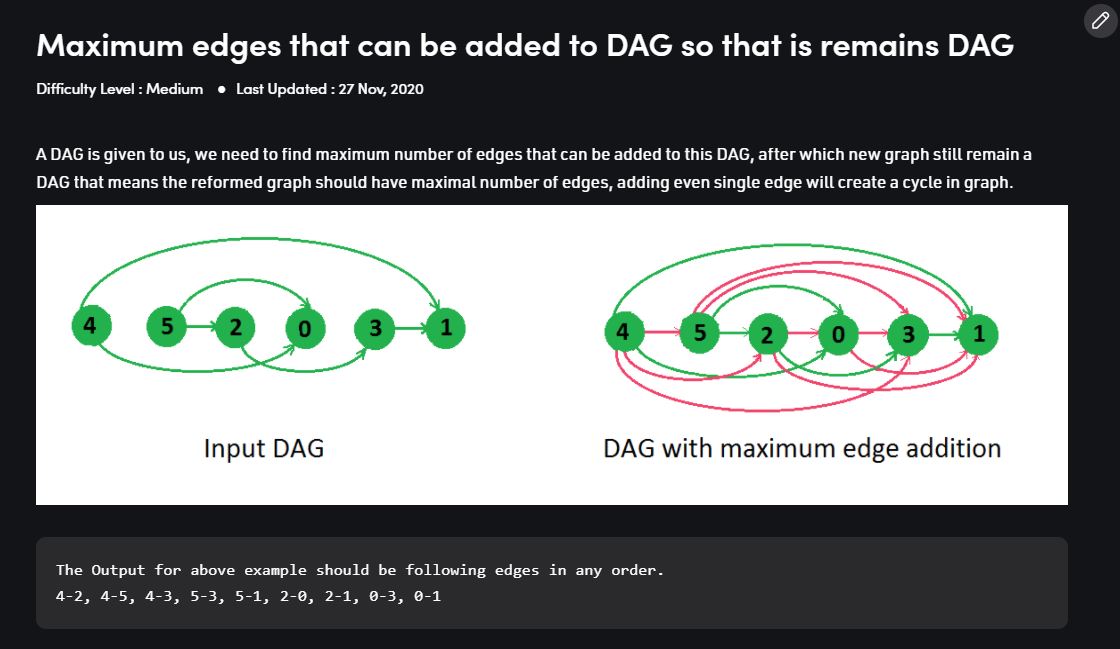 Maximum edges that can be added to DAG so that is remains DAG
Difficulty Level : Medium ● Last Updated : 27 Nov, 2020
A DAG is given to us, we need to find maximum number of edges that can be added to this DAG, after which new graph still remain a
DAG that means the reformed graph should have maximal number of edges, adding even single edge will create a cycle in graph.
4 5 2 0 3 1
4 5 2 0 3 1
Input DAG
DAG with maximum edge addition
The Output for above example should be following edges in any order.
4-2, 4-5, 4-3, 5-3, 5-1, 2-0, 2-1, 0-3, 0-1